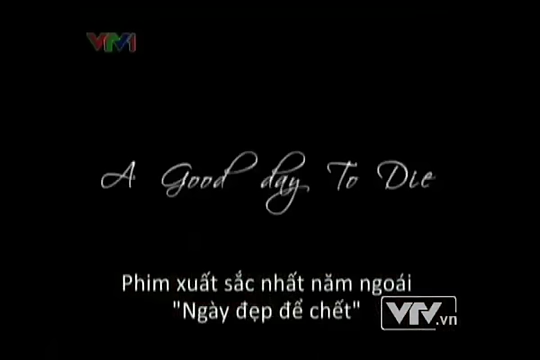 VTV1
A Good day To Die
Phim xuất sắc nhất năm ngoái
"Ngày đẹp để chết"
VTV.vn